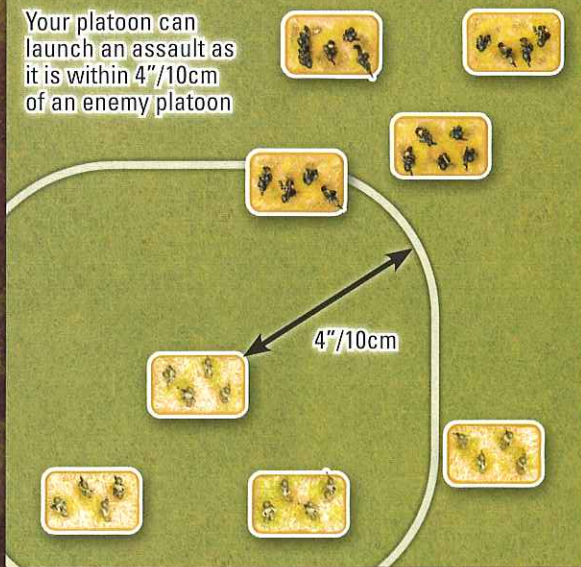 Your platoon can
launch an assault as
it is within 4"/10cm
of an enemy platoon
4"/10cm